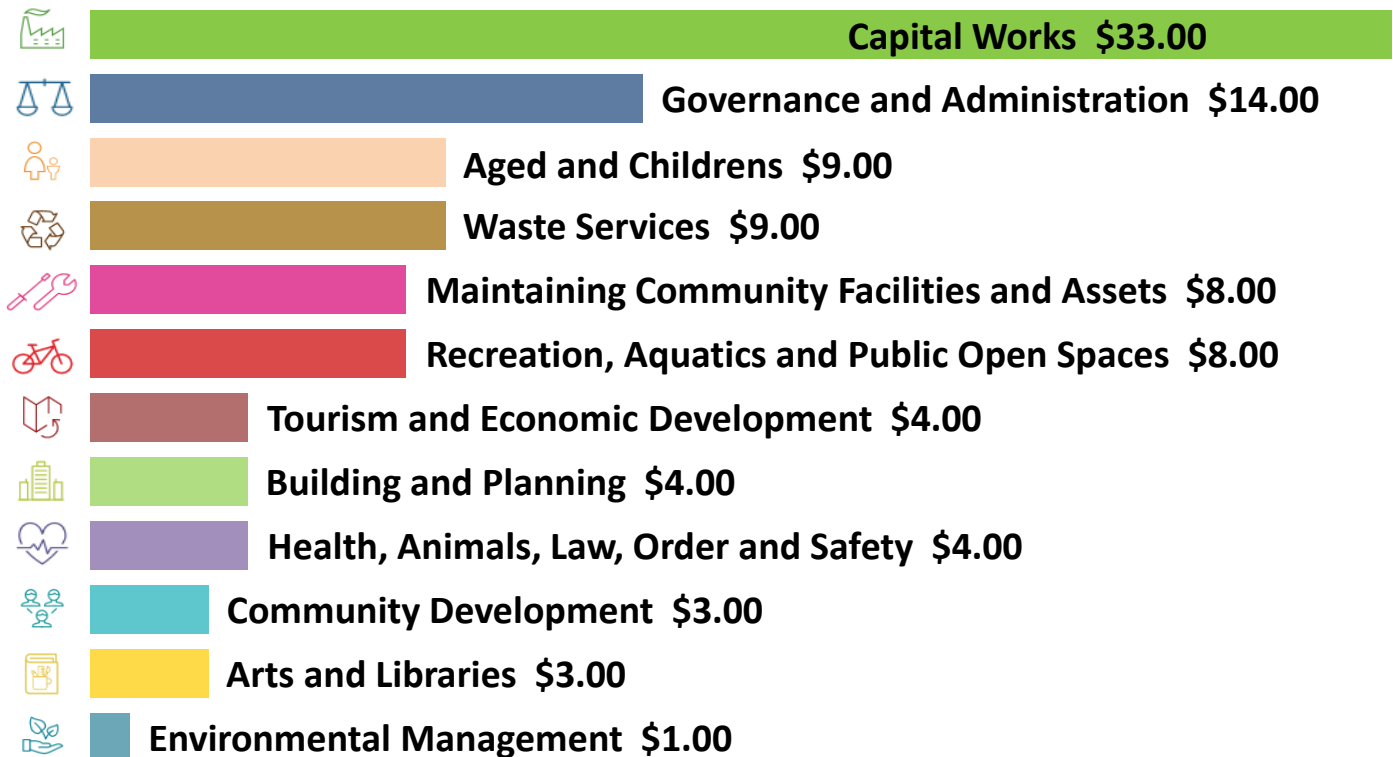 Capital Works $33.00
Governance and Administration $14.00
Aged and Childrens $9.00
Waste Services $9.00
Maintaining Community Facilities and Assets $8.00
Recreation, Aquatics and Public Open Spaces $8.00
Tourism and Economic Development $4.00
Building and Planning $4.00
Health, Animals, Law, Order and Safety $4.00
Community Development $3.00
Arts and Libraries $3.00
Environmental Management $1.00